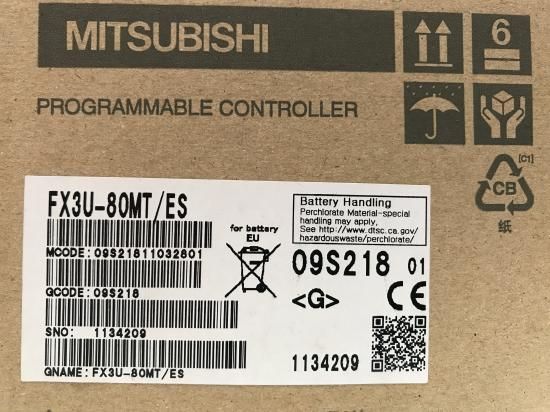 MITSUBISHI
6
PROGRAMMABLE CONTROLLER
[C1]
CB
纸
FX3U-80MT/ES
MCODE: 09S21811032801
GCODE: 09S218
SNO: 1134209
GNAME: FX3U-80MT/ES
for battery
EU
Battery Handling
Perchlorate Material-special
handling may apply.
See http://www.dtsc.ca.gov/
hazardouswaste/perchlorate/
09S218 01
<G> CE
1134209